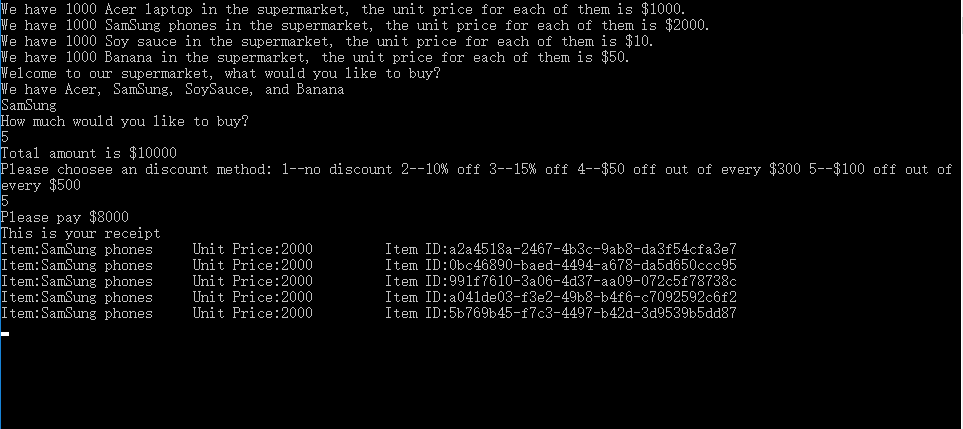 We have 1000 Acer laptop in the supermarket, the unit price for each of them is $1000.
We have 1000 SamSung phones in the supermarket, the unit price for each of them is $2000.
We have 1000 Soy sauce in the supermarket, the unit price for each of them is $10.
We have 1000 Banana in the supermarket, the unit price for each of them is $50.
Welcome to our supermarket, what would you like to buy?
We have Acer, SamSung, SoySauce, and Banana
SamSung
How much would you like to buy?
5
Total amount is $10000
Please choosee an discount method: 1--no discount 2--10% off 3--15% off 4--$50 off out of every $300 5--$100 off out of
every $500
5
Please pay $8000
This is your receipt
Item:SamSung phones     Unit Price:2000         Item ID:a2a4518a-2467-4b3c-9ab8-da3f54cfa3e7
Item:SamSung phones     Unit Price:2000         Item ID:0bc46890-baed-4494-a678-da5d650ccc95
Item:SamSung phones     Unit Price:2000         Item ID:991f7610-3a06-4d37-aa09-072c5f78738c
Item:SamSung phones     Unit Price:2000         Item ID:a041de03-f3e2-49b8-b4f6-c7092592c6f2
Item:SamSung phones     Unit Price:2000         Item ID:5b769b45-f7c3-4497-b42d-3d9539b5dd87